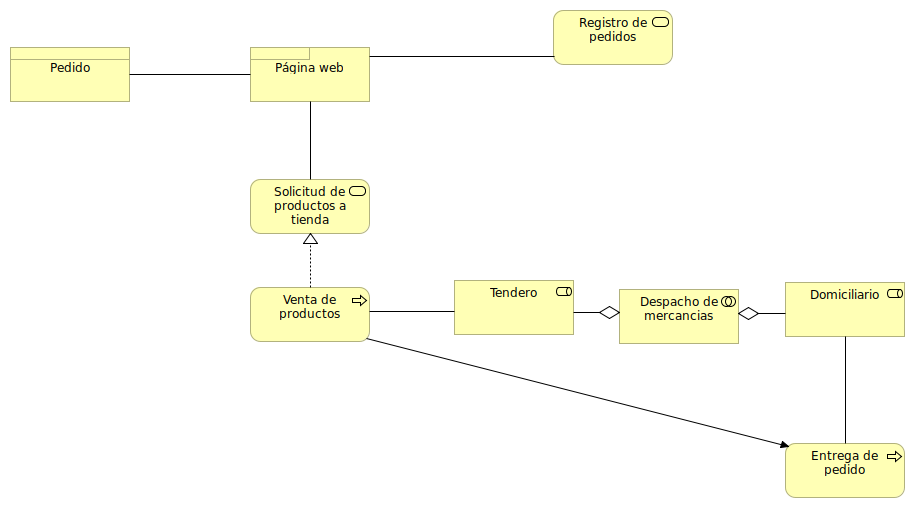 Registro de
pedidos
Pedido
Página web
Solicitud de
productos a
tienda
Venta de
productos
Tendero
Despacho de
mercancias
Domiciliario
Entrega de
pedido